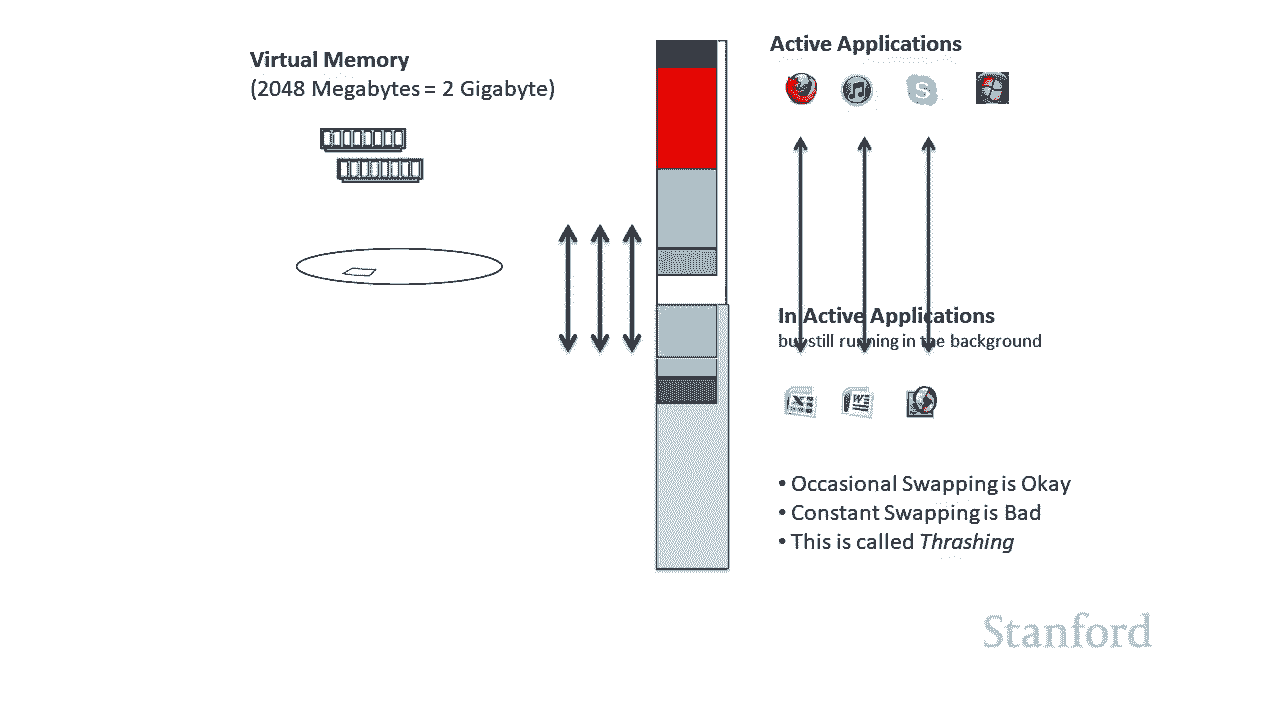 Virtual Memory
(2048 Megabytes = 2 Gigabyte)
Active Applications
S
In Active Applications
but still running in the background
X
W
• Occasional Swapping is Okay
• Constant Swapping is Bad
• This is called Thrashing
Stanford